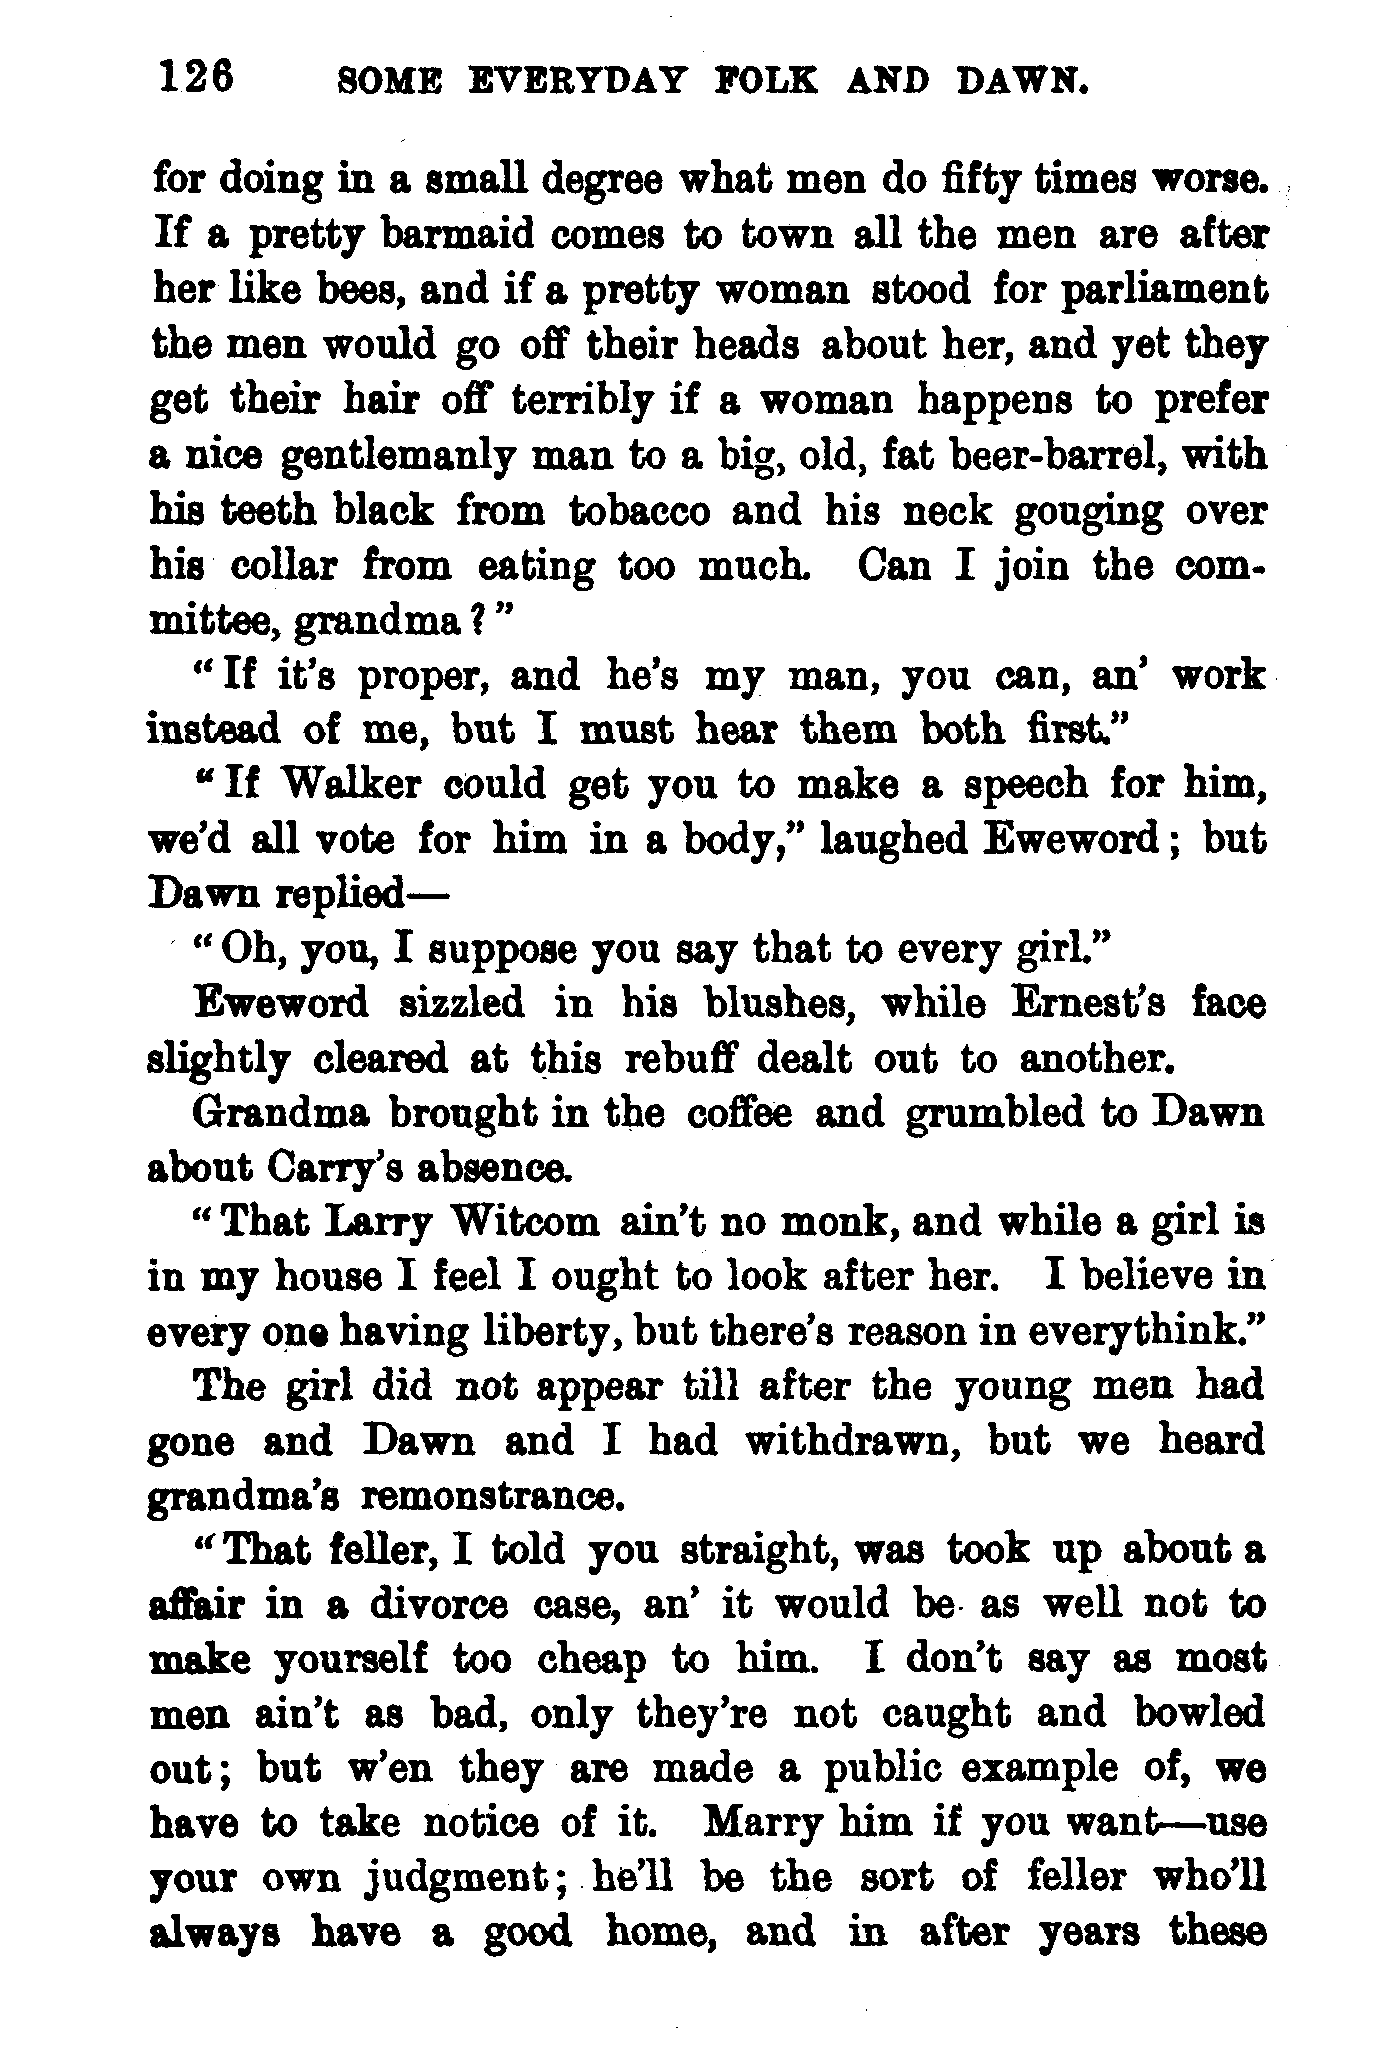 126 SOME EVERYDAY FOLK AND DAWN.
for doing in a small degree what men do fifty times worse.
If a pretty barmaid comes to town all the men are after
her like bees, and if a pretty woman stood for parliament
the men would go off their heads about her, and yet they
get their hair off terribly if a woman happens to prefer
a nice gentlemanly man to a big, old, fat beer-barrel, with
his teeth black from tobacco and his neck gouging over
his collar from eating too much. Can I join the com-
mittee, grandma?”
“If it’s proper, and he’s my man, you can, an’ work
instead of me, but I must hear them both first.”
“If Walker could get you to make a speech for him,
we’d all vote for him in a body,” laughed Eweword; but
Dawn replied—
“Oh, you, I suppose you say that to every girl.”
Eweword sizzled in his blushes, while Ernest’s face
slightly cleared at this rebuff dealt out to another.
Grandma brought in the coffee and grumbled to Dawn
about Carry’s absence.
“That Larry Witcom ain’t no monk, and while a girl is
in my house I feel I ought to look after her. I believe in
every one having liberty, but there’s reason in everythink.”
The girl did not appear till after the young men had
gone and Dawn and I had withdrawn, but we heard
grandma’s remonstrance.
“That feller, I told you straight, was took up about a
affair in a divorce case, an’ it would be as well not to
make yourself too cheap to him. I don’t say as most
men ain’t as bad, only they’re not caught and bowled
out; but w’en they are made a public example of, we
have to take notice of it. Marry him if you want—use
your own judgment; he’ll be the sort of feller who’ll
always have a good home, and in after years these